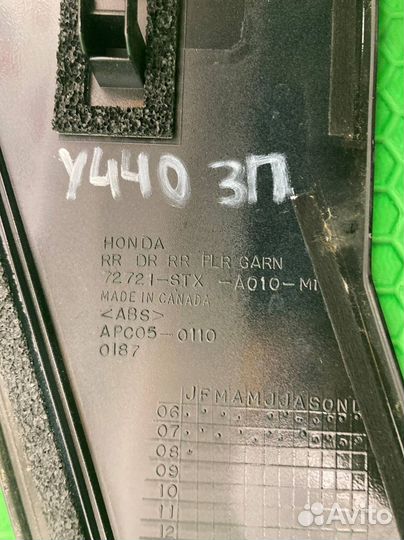 У440 ЗП
HONDA
RR DR RR PLR GARN
72721-STX -A010-M1
MADE IN CANADA
<ABS>
APC05-0110
0187
JFMAMJJASON
06
07
08
09
10
11
12
Avito